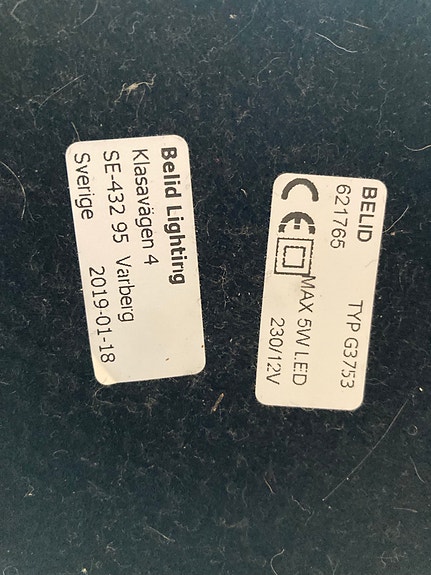 Belid Lighting
Klasavägen 4
SE-432 95 Varberg
Sverige 2019-01-18
BELID TYP G3753
621765
CE MAX 5W LED
230/12V